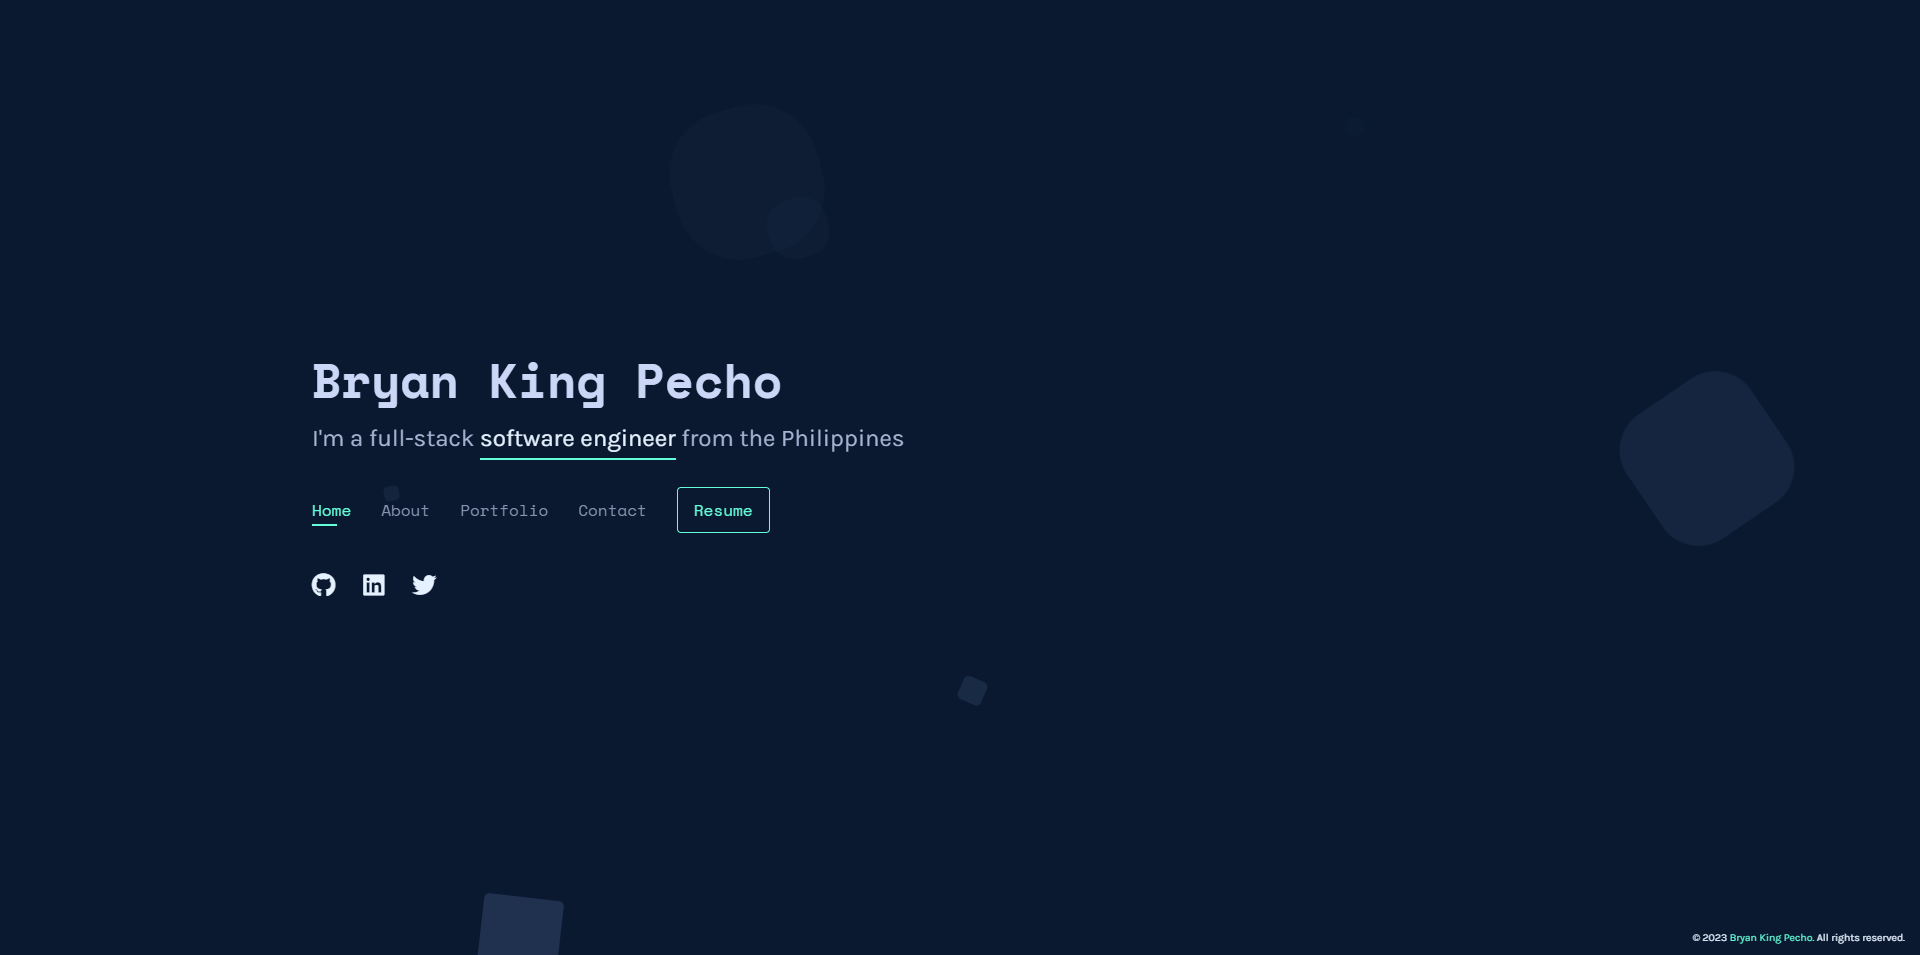 Bryan King Pecho
I'm a full-stack software engineer from the Philippines
Home About Portfolio Contact Resume
© 2023 Bryan King Pecho. All rights reserved.